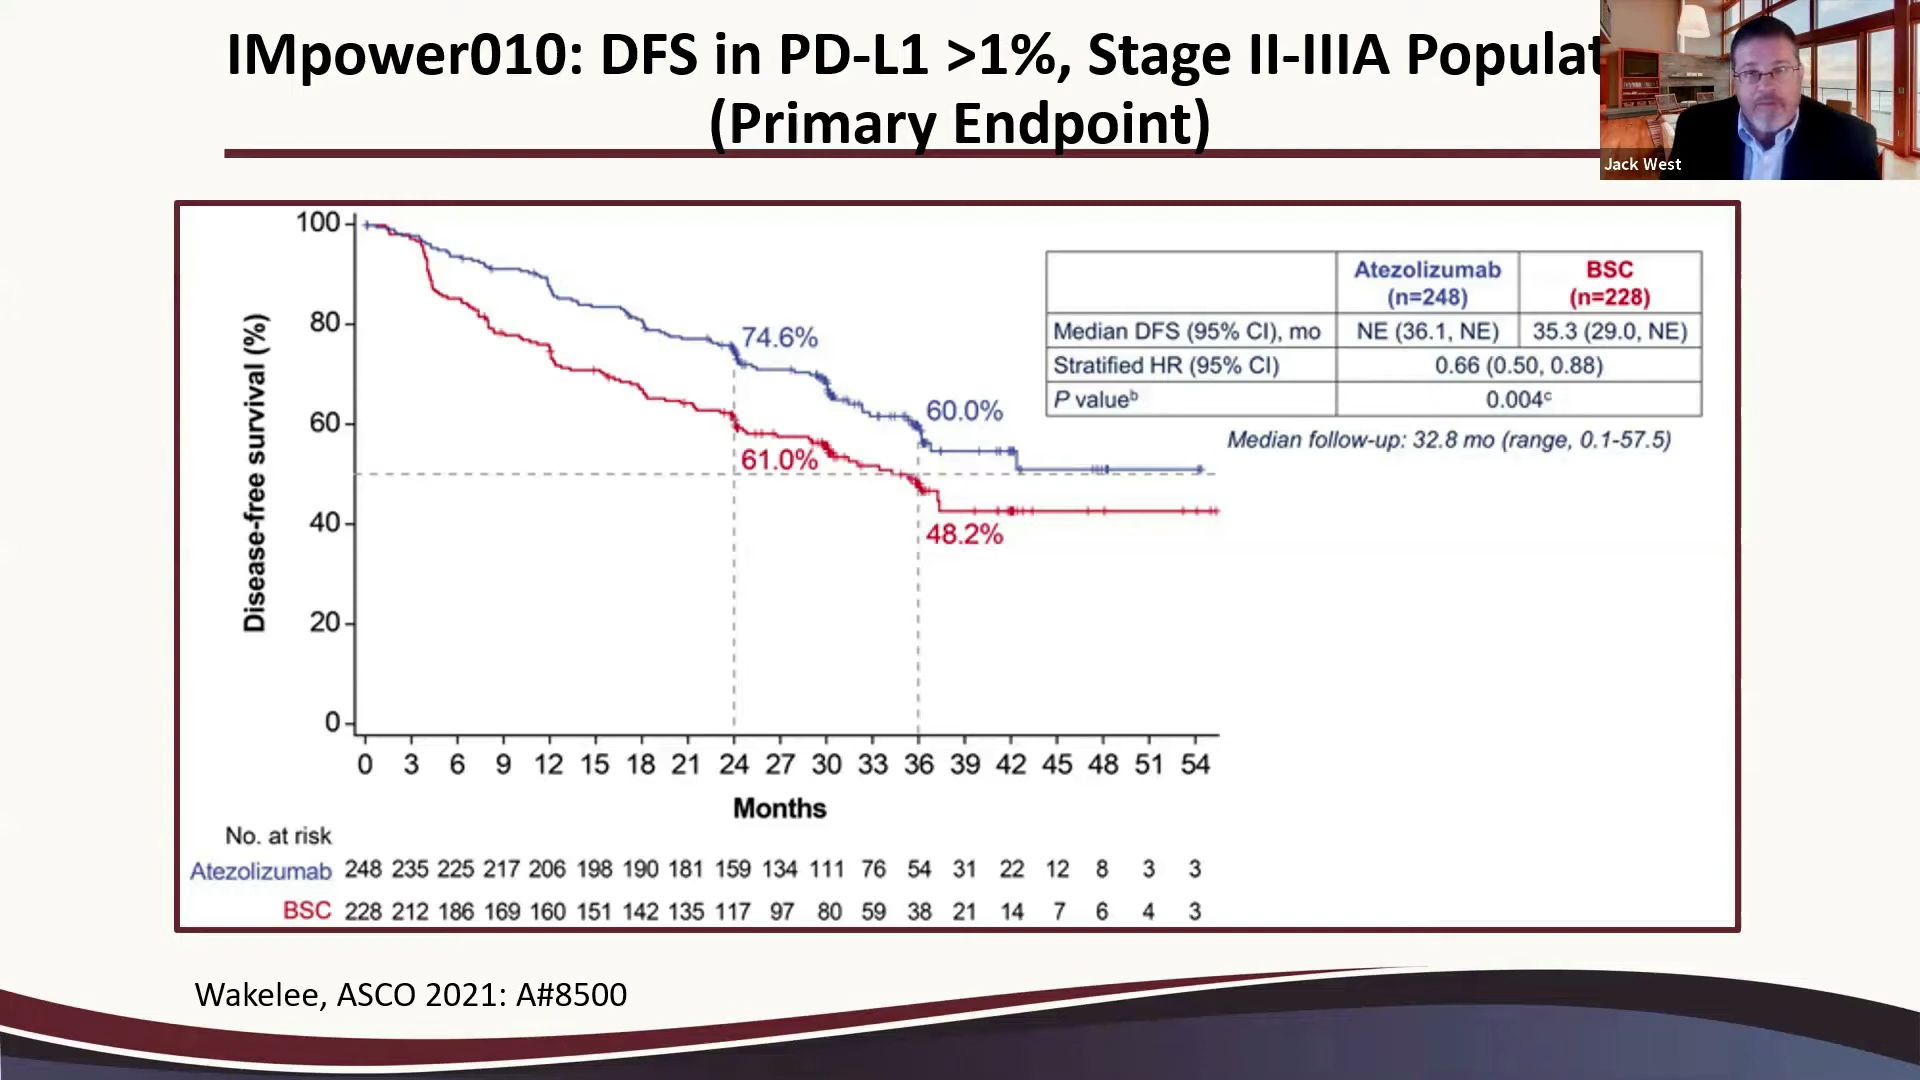 IMpower010: DFS in PD-L1 >1%, Stage II-IIIA Populat
(Primary Endpoint)
Jack West
100
80
60
40
20
0
Disease-free survival (%)
74.6%
61.0%
60.0%
48.2%
Atezolizumab (n=248) BSC (n=228)
Median DFS (95% CI), mo NE (36.1, NE) 35.3 (29.0, NE)
Stratified HR (95% CI) 0.66 (0.50, 0.88)
P valueᵇ 0.004ᶜ
Median follow-up: 32.8 mo (range, 0.1-57.5)
0 3 6 9 12 15 18 21 24 27 30 33 36 39 42 45 48 51 54
Months
No. at risk
Atezolizumab 248 235 225 217 206 198 190 181 159 134 111 76 54 31 22 12 8 3 3
BSC 228 212 186 169 160 151 142 135 117 97 80 59 38 21 14 7 6 4 3
Wakelee, ASCO 2021: A#8500